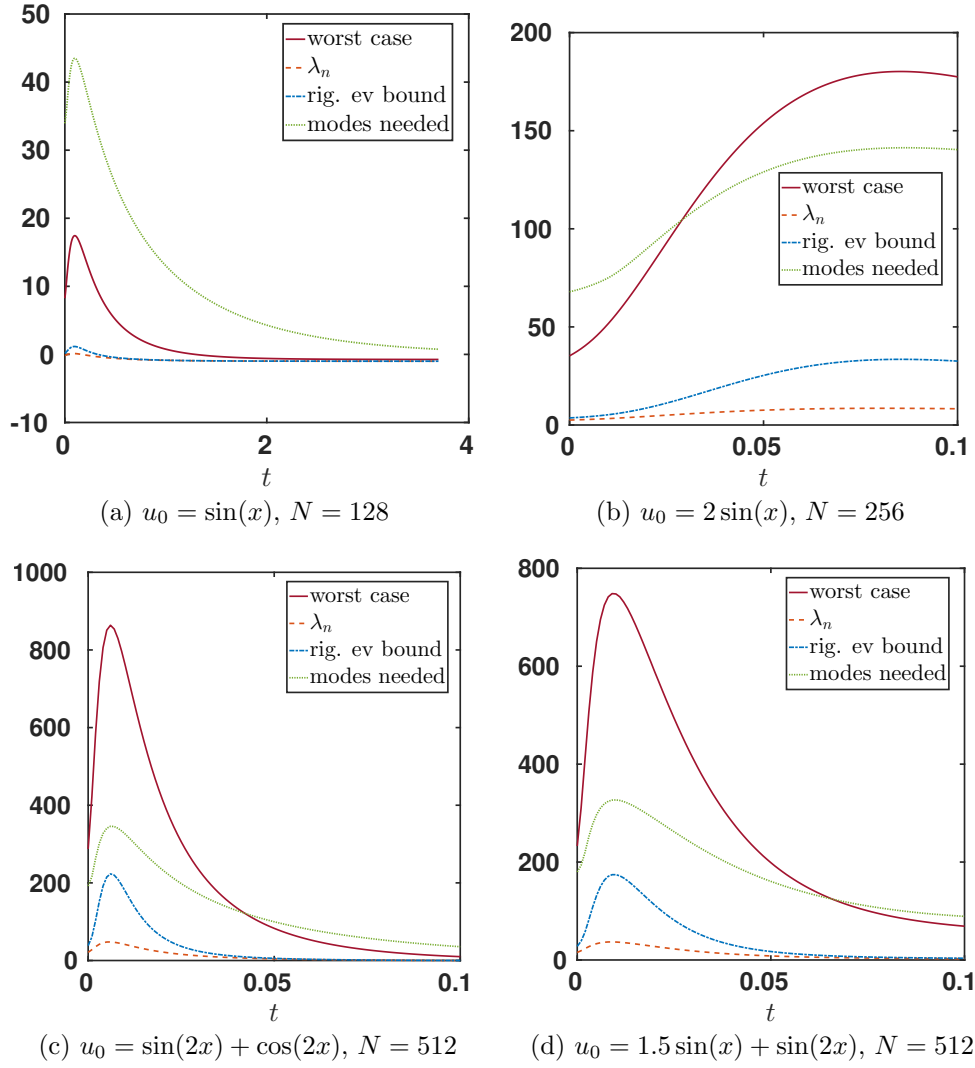 50
40
30
20
10
0
-10
0
2
4
t
worst case
λn
rig. ev bound
modes needed
(a) u0 = sin(x), N = 128
200
150
100
50
0
0
0.05
0.1
t
worst case
λn
rig. ev bound
modes needed
(b) u0 = 2 sin(x), N = 256
1000
800
600
400
200
0
0
0.05
0.1
t
worst case
λn
rig. ev bound
modes needed
(c) u0 = sin(2x) + cos(2x), N = 512
800
600
400
200
0
0
0.05
0.1
t
worst case
λn
rig. ev bound
modes needed
(d) u0 = 1.5 sin(x) + sin(2x), N = 512